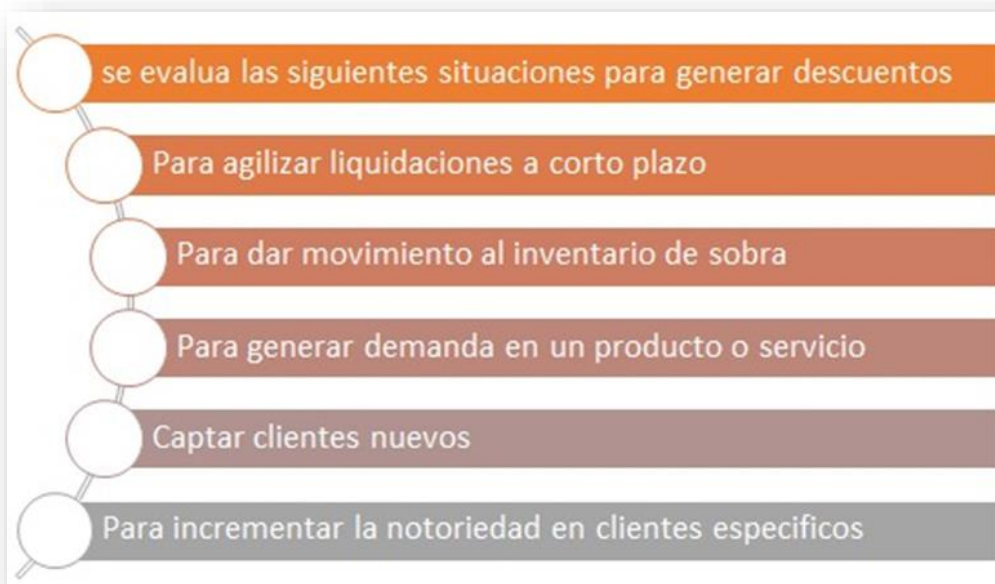 se evalua las siguientes situaciones para generar descuentos
Para agilizar liquidaciones a corto plazo
Para dar movimiento al inventario de sobra
Para generar demanda en un producto o servicio
Captar clientes nuevos
Para incrementar la notoriedad en clientes especificos